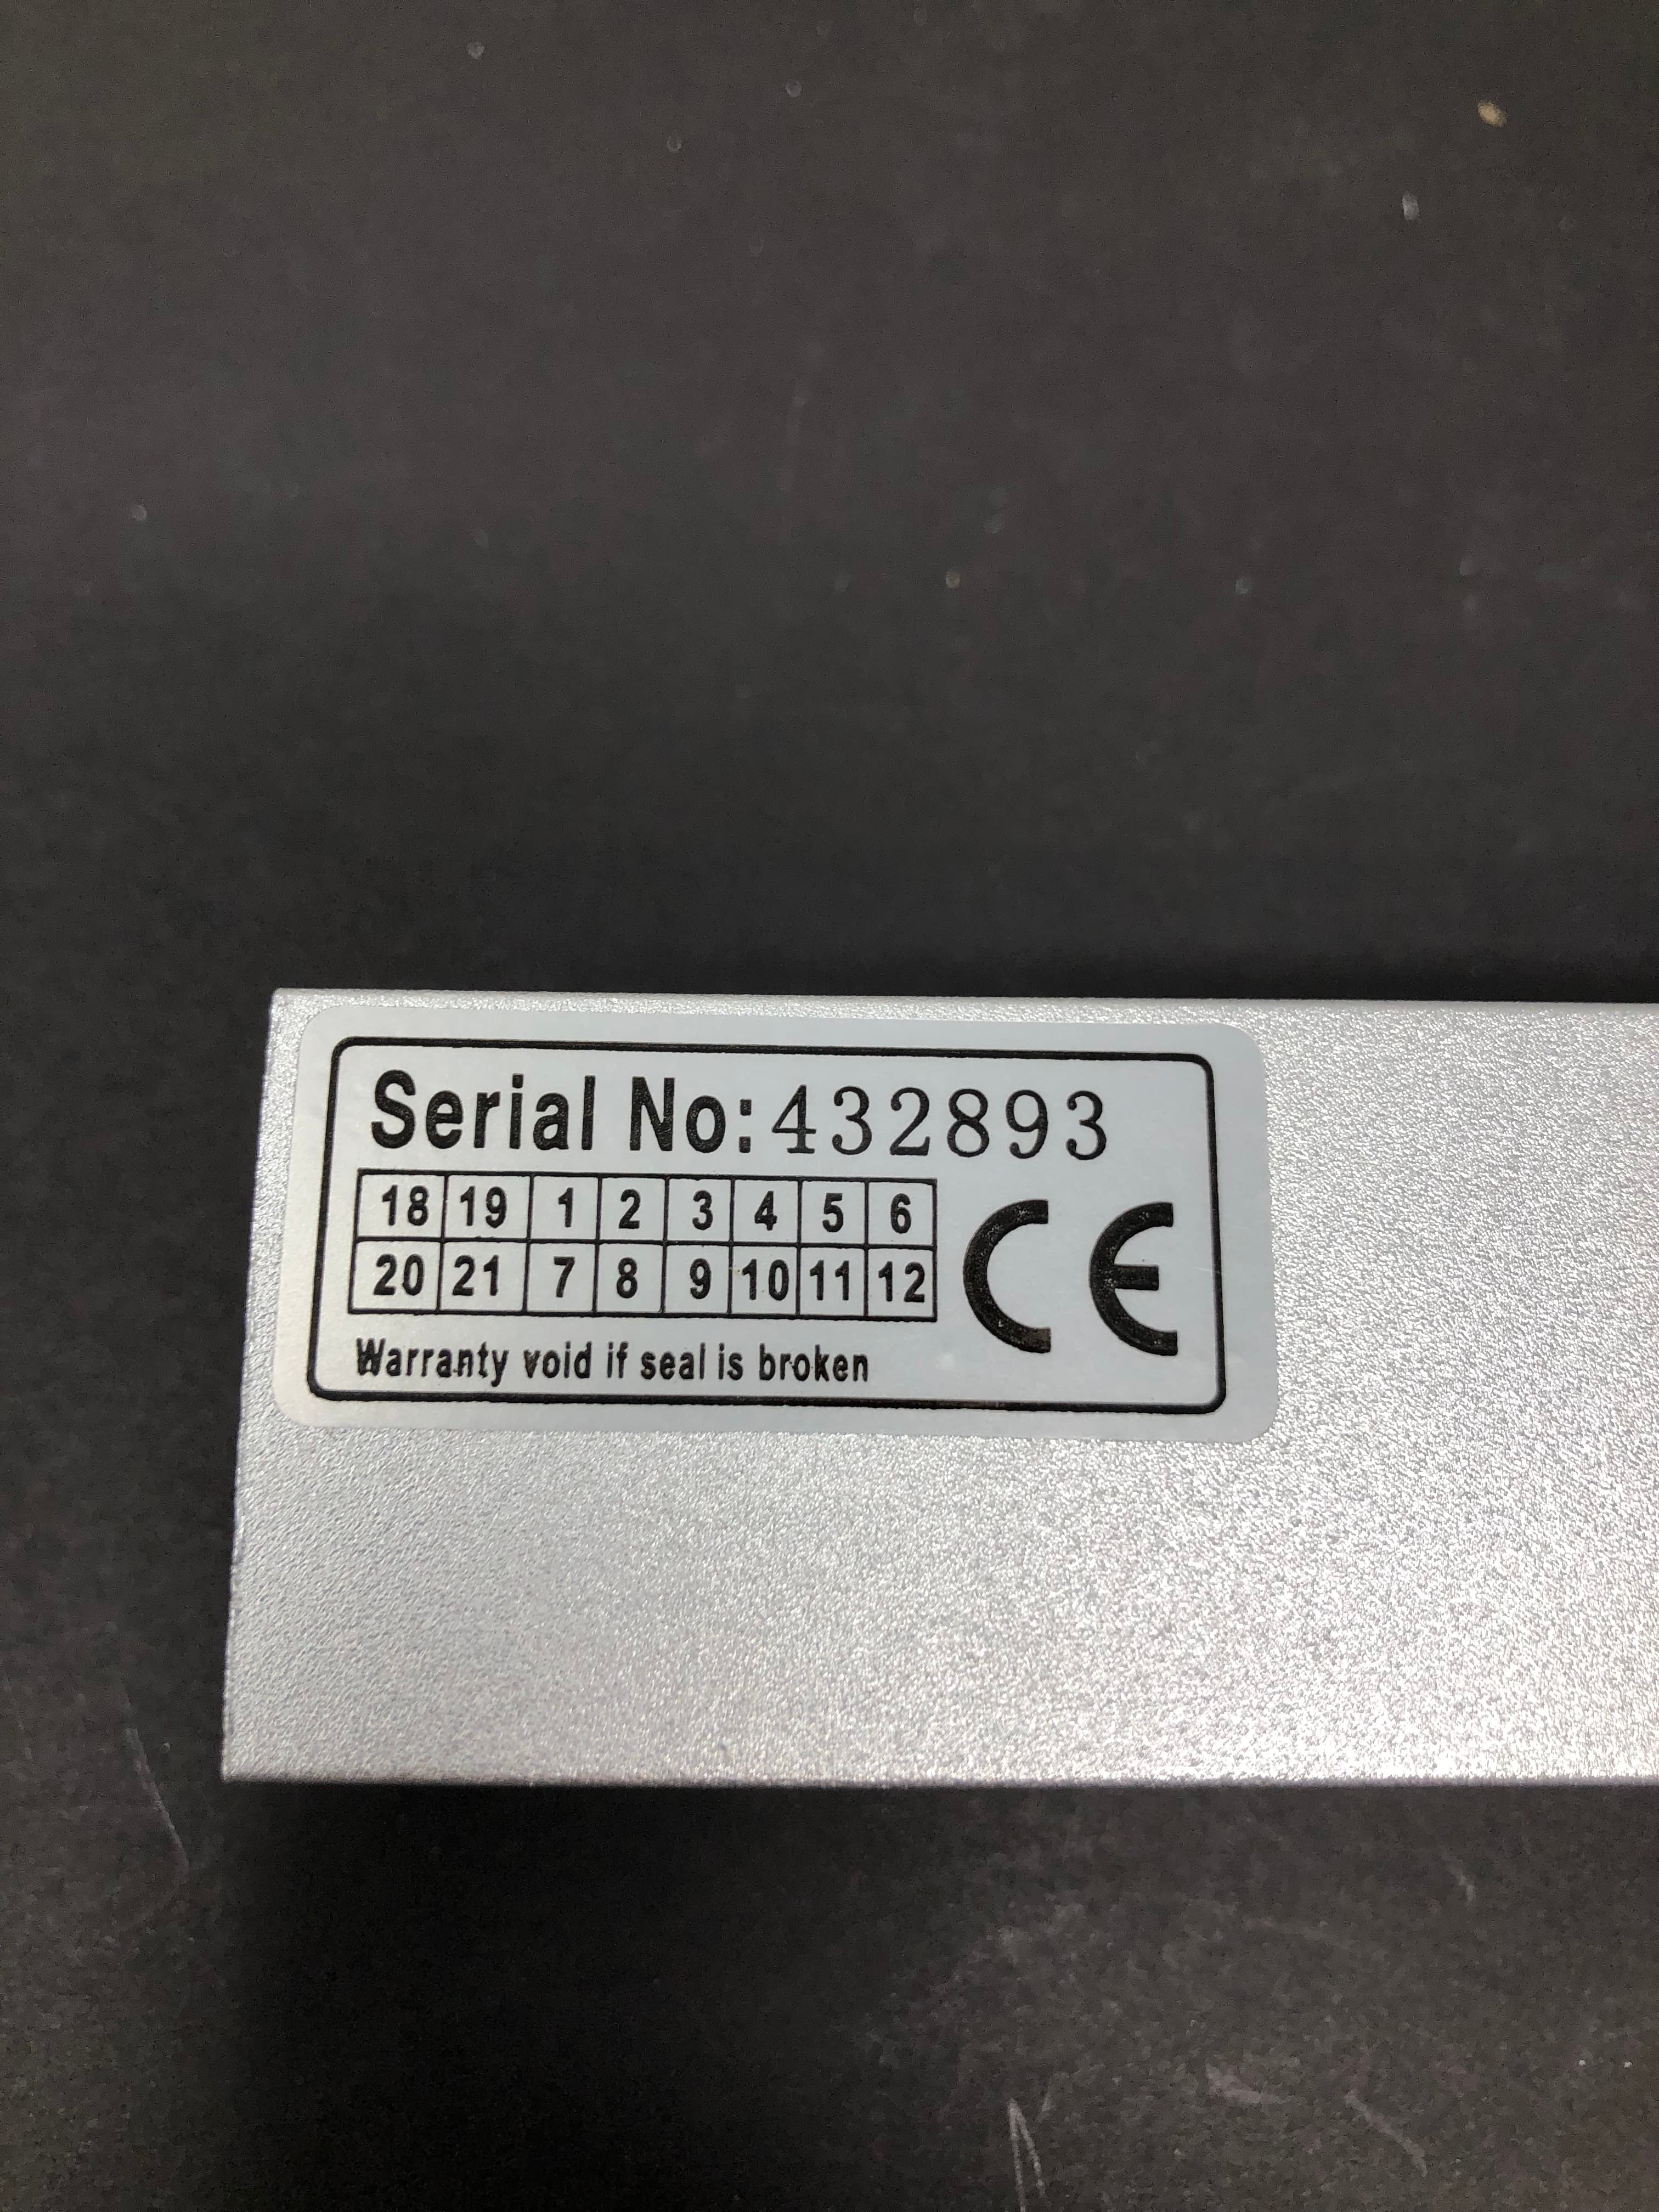 Serial No: 432893
18 19 1 2 3 4 5 6
CE
20 21 7 8 9 10 11 12
Warranty void if seal is broken